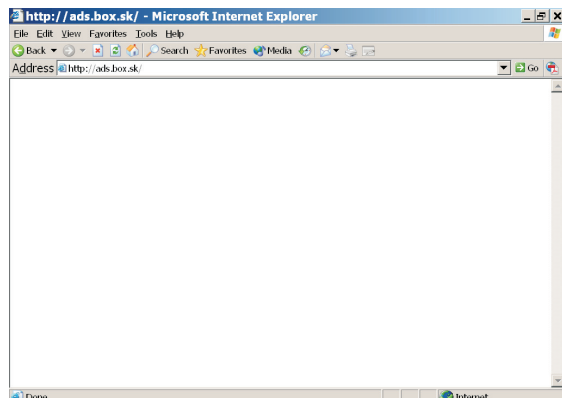 http://ads.box.sk/ - Microsoft Internet Explorer
File Edit View Favorites Tools Help
Back Search Favorites Media
Address http://ads.box.sk/ Go
Done Internet